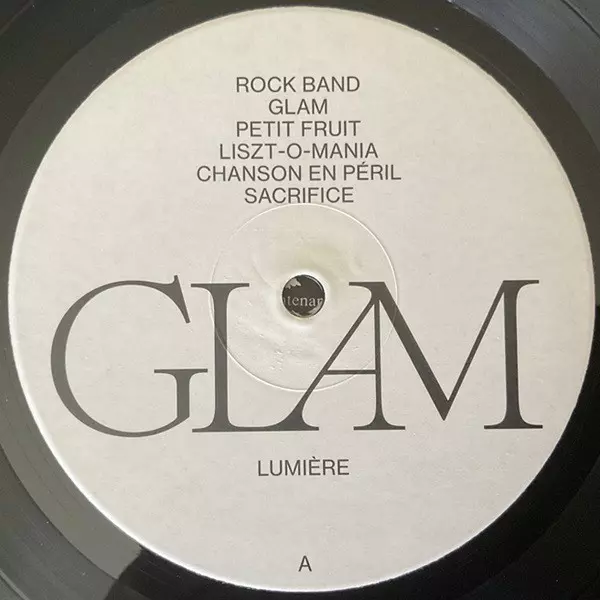 ROCK BAND
GLAM
PETIT FRUIT
LISZT-O-MANIA
CHANSON EN PÉRIL
SACRIFICE
GLAM
LUMIÈRE
A